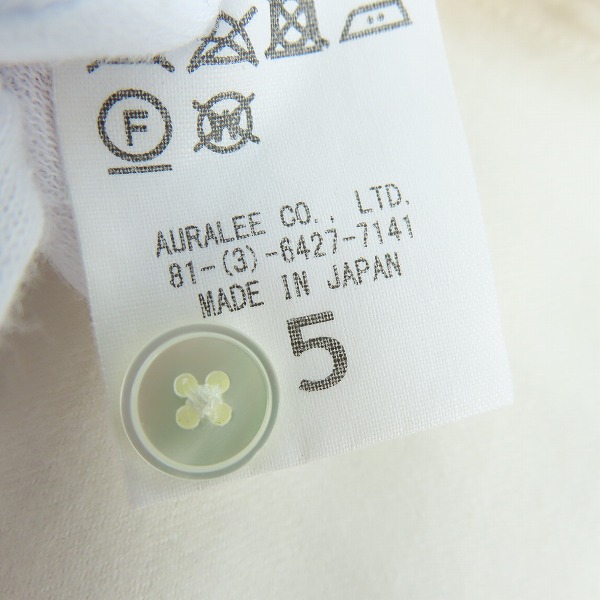 F
W
AURALEE CO., LTD.
81-(3)-6427-7141
MADE IN JAPAN
5